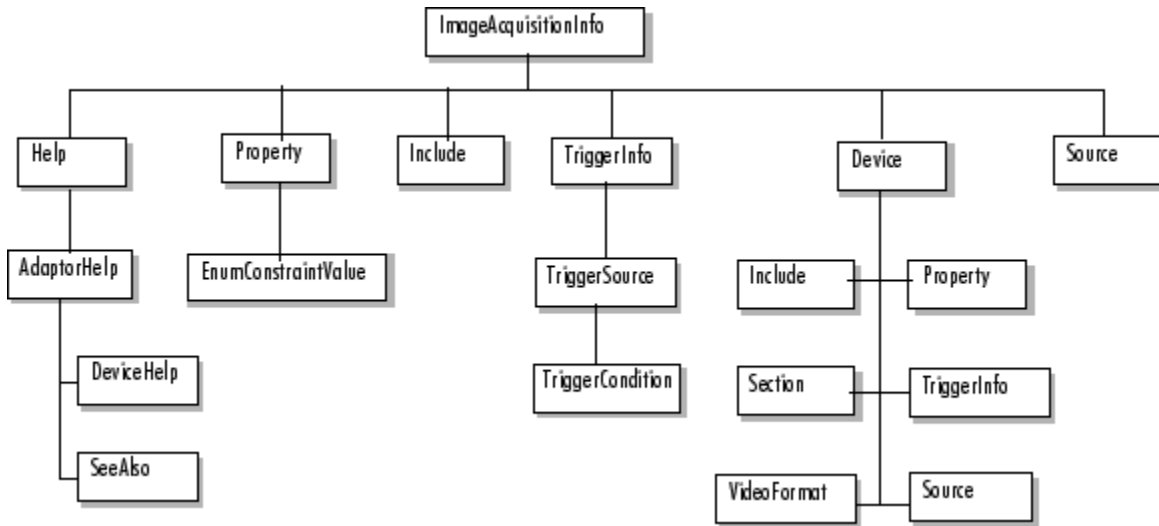 ImageAcquisitionInfo
Help
Property
Include
TriggerInfo
Device
Source
AdaptorHelp
EnumConstraintValue
TriggerSource
Include
Property
DeviceHelp
TriggerCondition
Section
TriggerInfo
SeeAlso
VideoFormat
Source